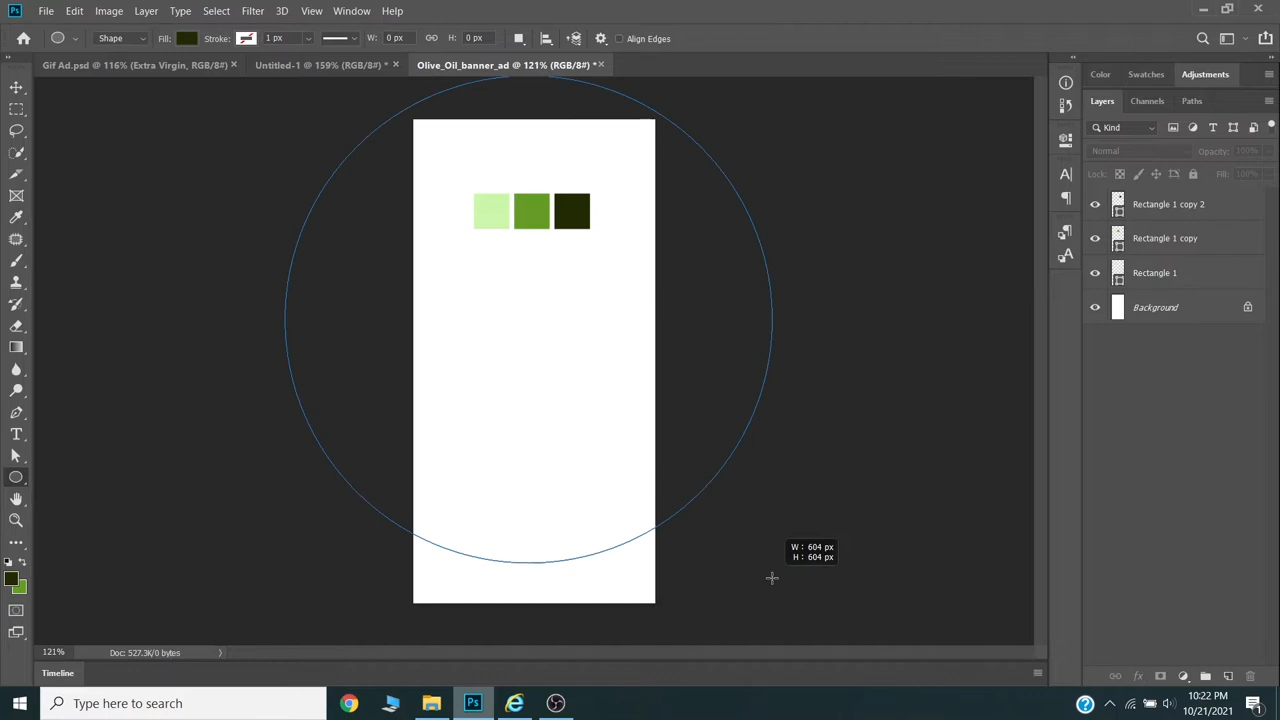 Ps File Edit Image Layer Type Select Filter 3D View Window Help
Shape Fill: Stroke: 1 px W: 0 px H: 0 px Align Edges
Gif Ad.psd @ 116% (Extra Virgin, RGB/8#) × Untitled-1 @ 159% (RGB/8#) * × Olive_Oil_banner_ad @ 121% (RGB/8#) * ×
Color Swatches Adjustments
Layers Channels Paths
Kind
Normal Opacity: 100%
Lock: Fill: 100%
Rectangle 1 copy 2
Rectangle 1 copy
Rectangle 1
Background
W: 604 px
H: 604 px
121% Doc: 527.3K/0 bytes
Timeline
Type here to search
Ps
10:22 PM
10/21/2021